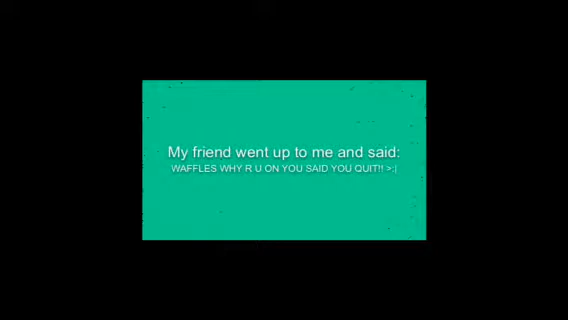 My friend went up to me and said:
WAFFLES WHY R U ON YOU SAID YOU QUIT!! >:|